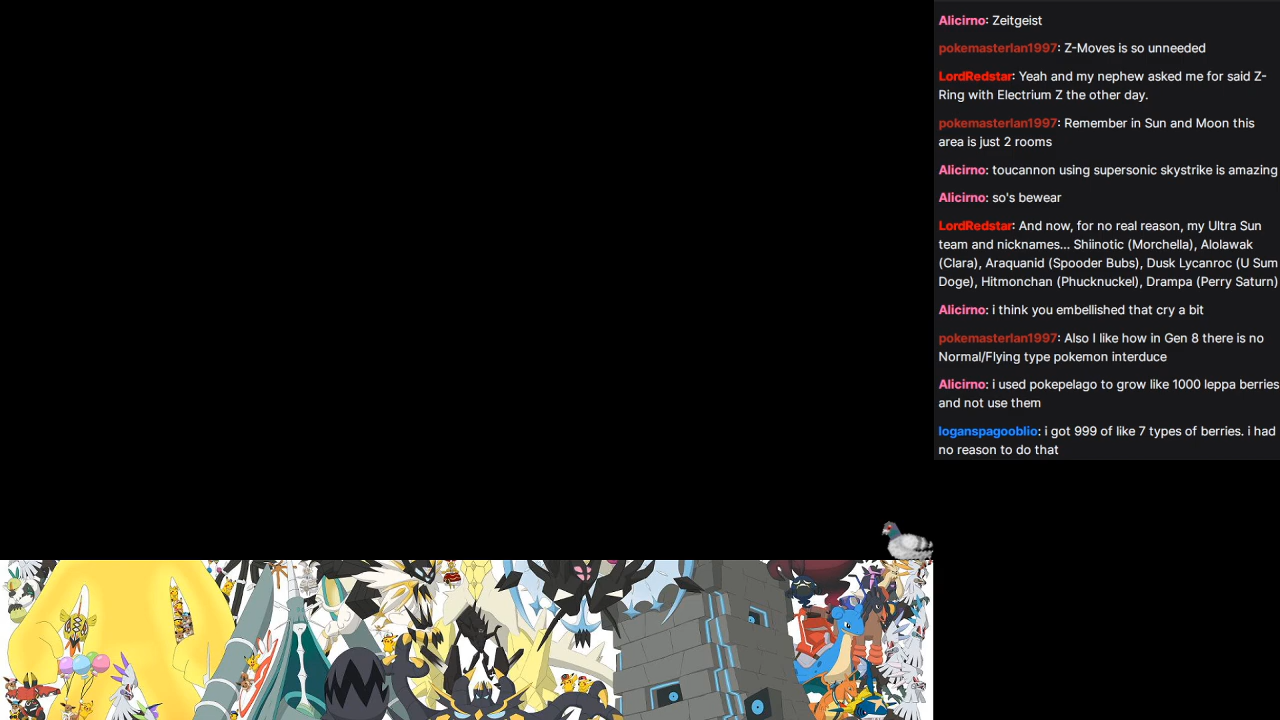 Alicirno: Zeitgeist
pokemasterIan1997: Z-Moves is so unneeded
LordRedstar: Yeah and my nephew asked me for said Z-
Ring with Electrium Z the other day.
pokemasterIan1997: Remember in Sun and Moon this
area is just 2 rooms
Alicirno: toucannon using supersonic skystrike is amazing
Alicirno: so's bewear
LordRedstar: And now, for no real reason, my Ultra Sun
team and nicknames... Shiinotic (Morchella), Alolawak
(Clara), Araquanid (Spooder Bubs), Dusk Lycanroc (U Sum
Doge), Hitmonchan (Phucknuckel), Drampa (Perry Saturn)
Alicirno: i think you embellished that cry a bit
pokemasterIan1997: Also I like how in Gen 8 there is no
Normal/Flying type pokemon interduce
Alicirno: i used pokepelago to grow like 1000 leppa berries
and not use them
loganspagooblio: i got 999 of like 7 types of berries. i had
no reason to do that